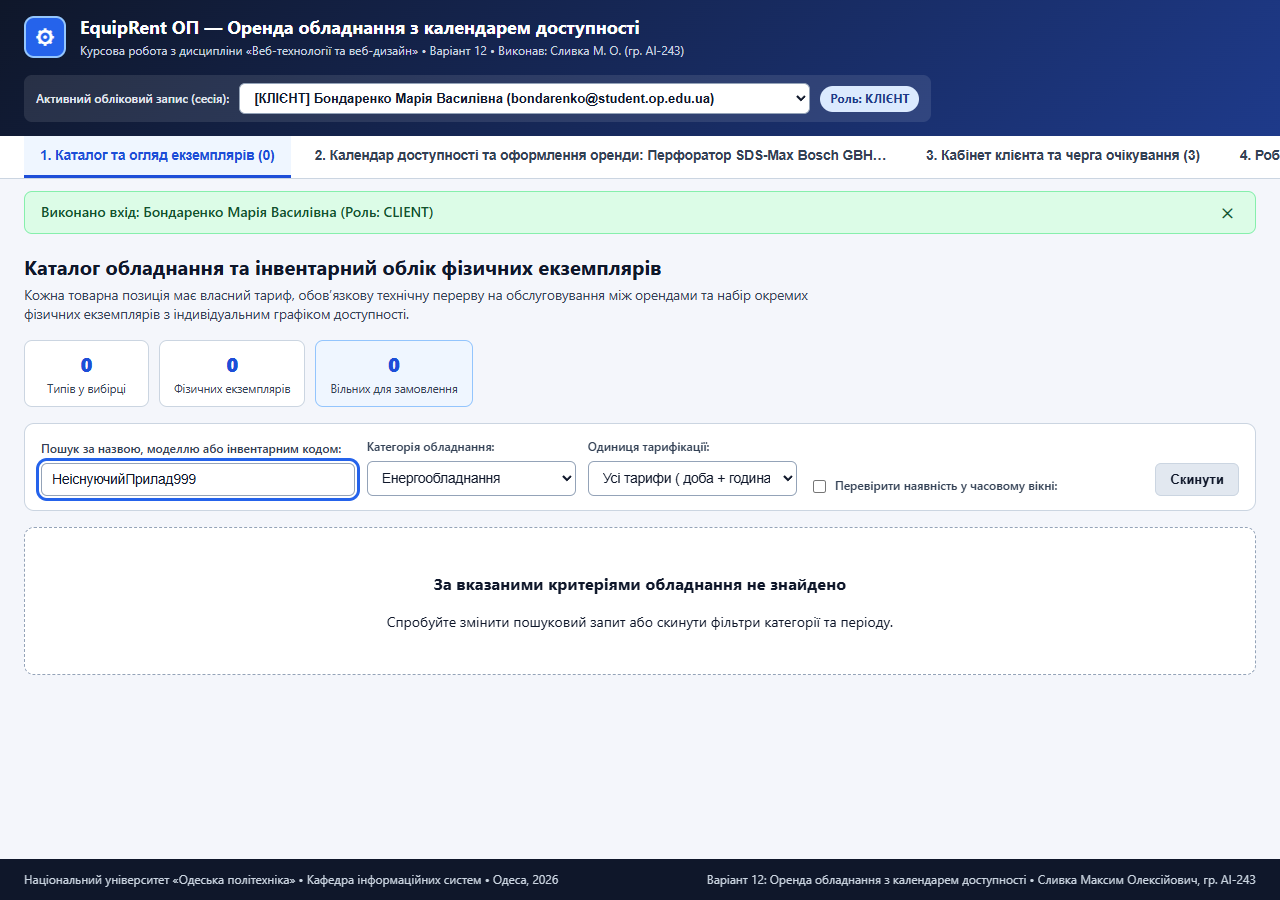 EquipRent ОП — Оренда обладнання з календарем доступності
Курсова робота з дисципліни «Веб-технології та веб-дизайн» • Варіант 12 • Виконав: Сливка М. О. (гр. АІ-243)
Активний обліковий запис (сесія):
[КЛІЄНТ] Бондаренко Марія Василівна (bondarenko@student.op.edu.ua)
Роль: КЛІЄНТ
1. Каталог та огляд екземплярів (0)
2. Календар доступності та оформлення оренди: Перфоратор SDS-Max Bosch GBH...
3. Кабінет клієнта та черга очікування (3)
4. Роб
Виконано вхід: Бондаренко Марія Василівна (Роль: CLIENT)
Каталог обладнання та інвентарний облік фізичних екземплярів
Кожна товарна позиція має власний тариф, обов’язкову технічну перерву на обслуговування між орендами та набір окремих
фізичних екземплярів з індивідуальним графіком доступності.
0
Типів у вибірці
0
Фізичних екземплярів
0
Вільних для замовлення
Пошук за назвою, моделлю або інвентарним кодом:
НеіснуючийПрилад999
Категорія обладнання:
Енергообладнання
Одиниця тарифікації:
Усі тарифи ( доба + година
Перевірити наявність у часовому вікні:
Скинути
За вказаними критеріями обладнання не знайдено
Спробуйте змінити пошуковий запит або скинути фільтри категорії та періоду.
Національний університет «Одеська політехніка» • Кафедра інформаційних систем • Одеса, 2026
Варіант 12: Оренда обладнання з календарем доступності • Сливка Максим Олексійович, гр. АІ-243